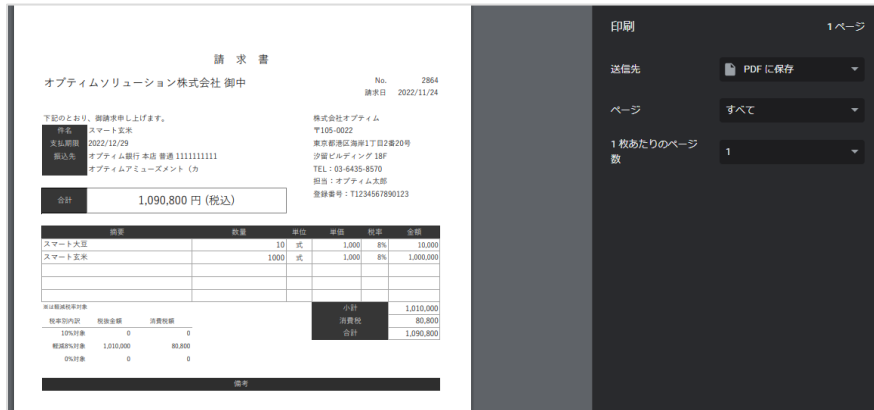 請 求 書
オプティムソリューション株式会社 御中
No. 2864
請求日 2022/11/24
下記のとおり、御請求申し上げます。
件名 スマート玄米
支払期限 2022/12/29
振込先 オプティム銀行 本店 普通 1111111111
オプティムアミューズメント（カ
株式会社オプティム
〒105-0022
東京都港区海岸1丁目2番20号
汐留ビルディング 18F
TEL：03-6435-8570
担当：オプティム太郎
登録番号：T1234567890123
合計 1,090,800 円 (税込)
摘要 数量 単位 単価 税率 金額
スマート大豆 10 式 1,000 8% 10,000
スマート玄米 1000 式 1,000 8% 1,000,000
※は軽減税率対象
小計 1,010,000
消費税 80,800
合計 1,090,800
税率別内訳 税抜金額 消費税額
10%対象 0 0
軽減8%対象 1,010,000 80,800
0%対象 0 0
備考
印刷 1 ページ
送信先 PDF に保存
ページ すべて
1 枚あたりのページ
数 1